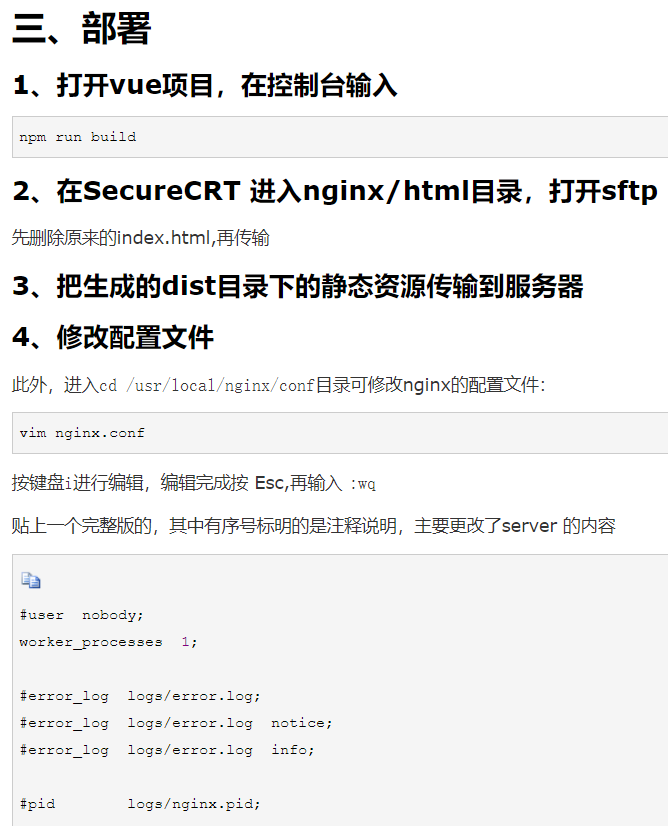 三、部署
1、打开vue项目，在控制台输入
npm run build
2、在SecureCRT 进入nginx/html目录，打开sftp
先删除原来的index.html,再传输
3、把生成的dist目录下的静态资源传输到服务器
4、修改配置文件
此外，进入cd /usr/local/nginx/conf目录可修改nginx的配置文件：
vim nginx.conf
按键盘i进行编辑，编辑完成按 Esc,再输入 :wq
贴上一个完整版的，其中有序号标明的是注释说明，主要更改了server 的内容
#user  nobody;
worker_processes  1;
#error_log  logs/error.log;
#error_log  logs/error.log  notice;
#error_log  logs/error.log  info;
#pid        logs/nginx.pid;